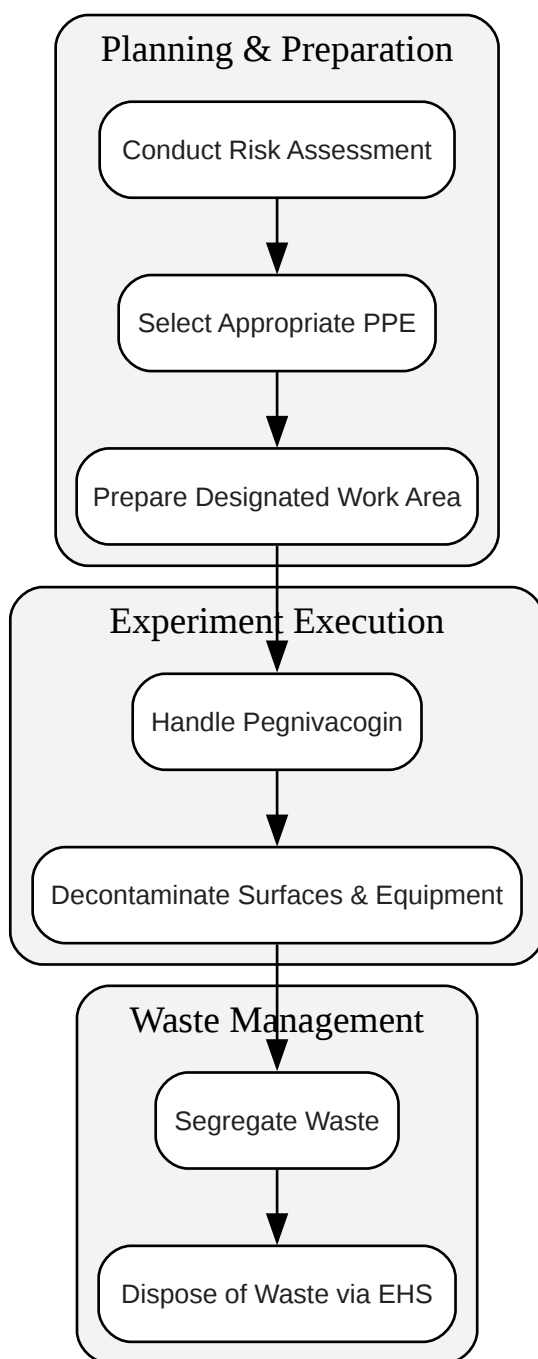 Planning & Preparation
Conduct Risk Assessment
Select Appropriate PPE
Prepare Designated Work Area
Experiment Execution
Handle Pegnivacogin
Decontaminate Surfaces & Equipment
Waste Management
Segregate Waste
Dispose of Waste via EHS